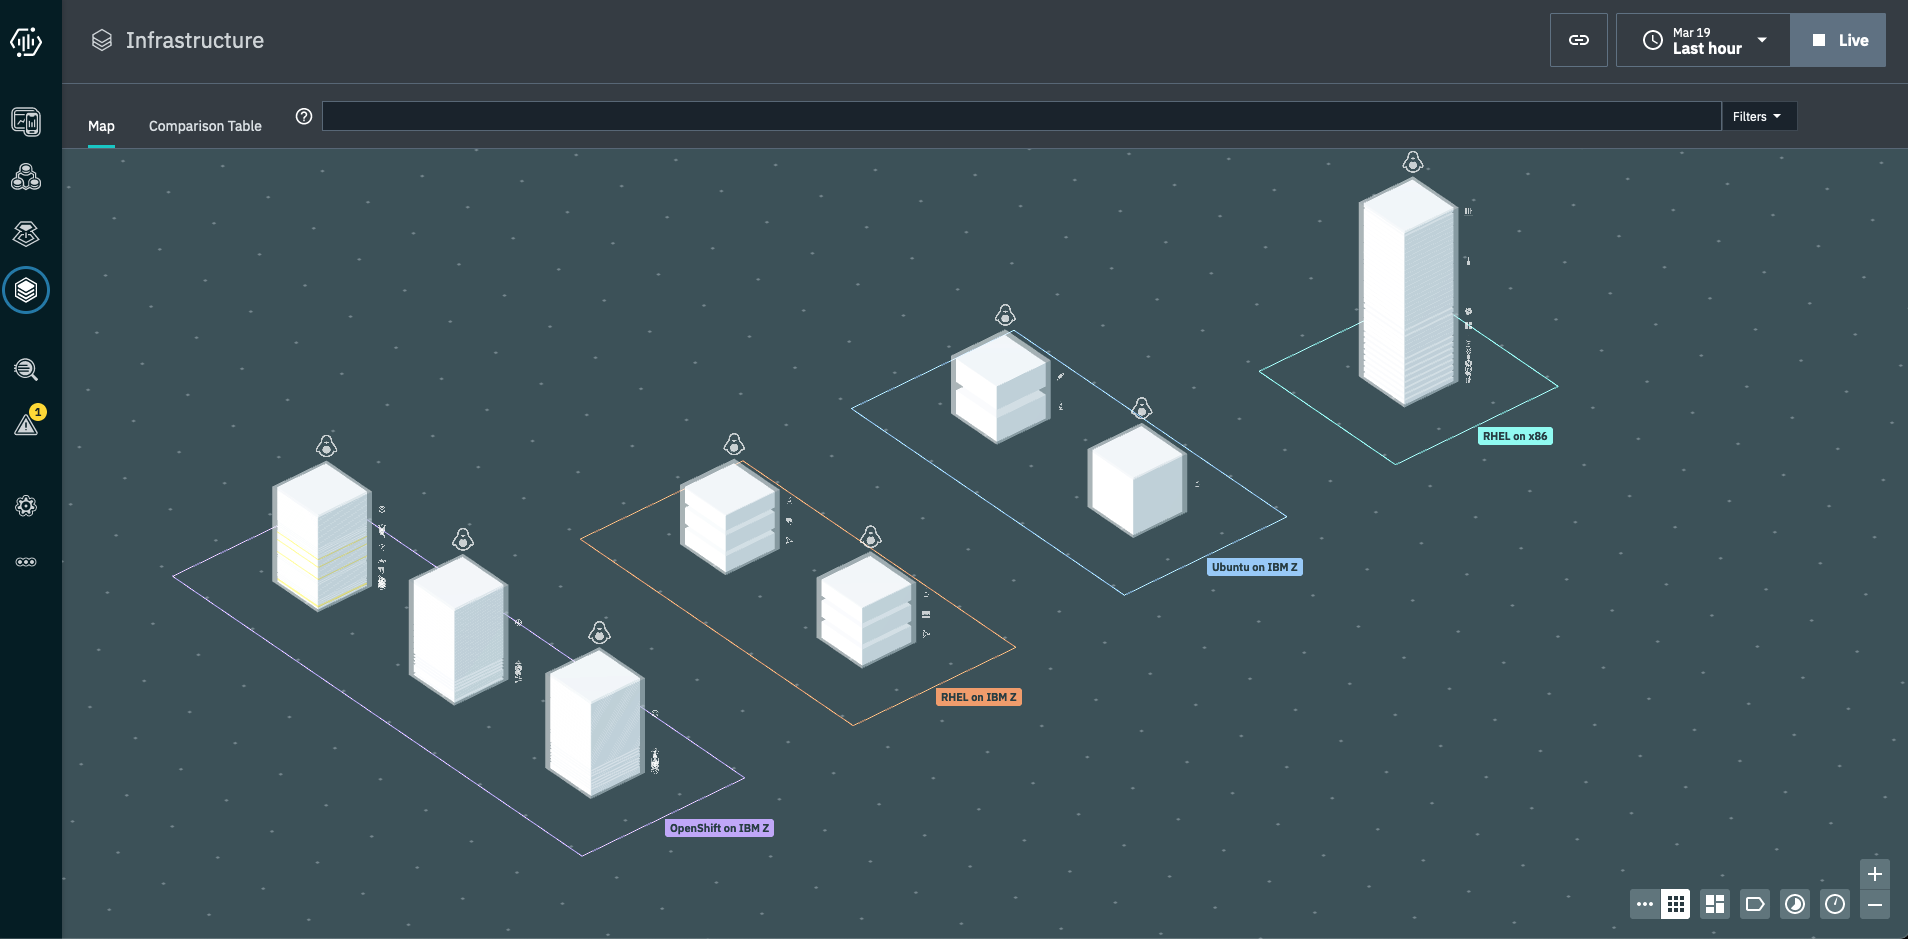 Infrastructure
Mar 19
Last hour
Live
Map
Comparison Table
Filters
1
RHEL on x86
Ubuntu on IBM Z
RHEL on IBM Z
OpenShift on IBM Z